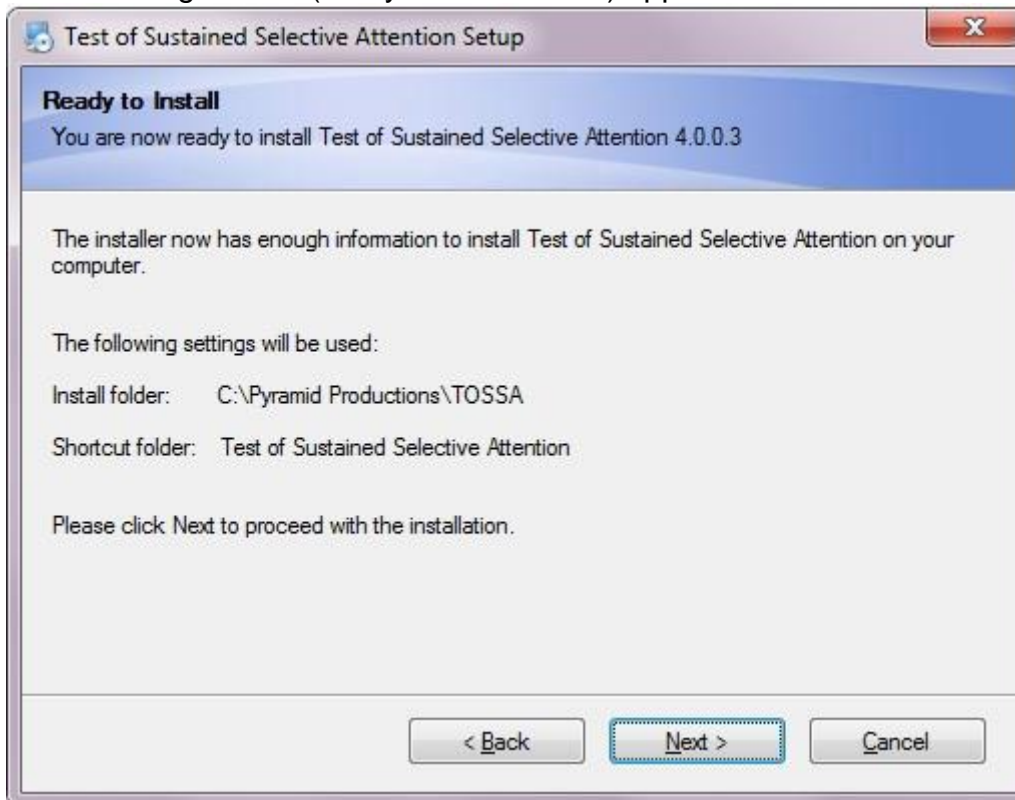 Test of Sustained Selective Attention Setup
Ready to Install
You are now ready to install Test of Sustained Selective Attention 4.0.0.3
The installer now has enough information to install Test of Sustained Selective Attention on your
computer.
The following settings will be used:
Install folder: C:\Pyramid Productions\TOSSA
Shortcut folder: Test of Sustained Selective Attention
Please click Next to proceed with the installation.
< Back Next > Cancel